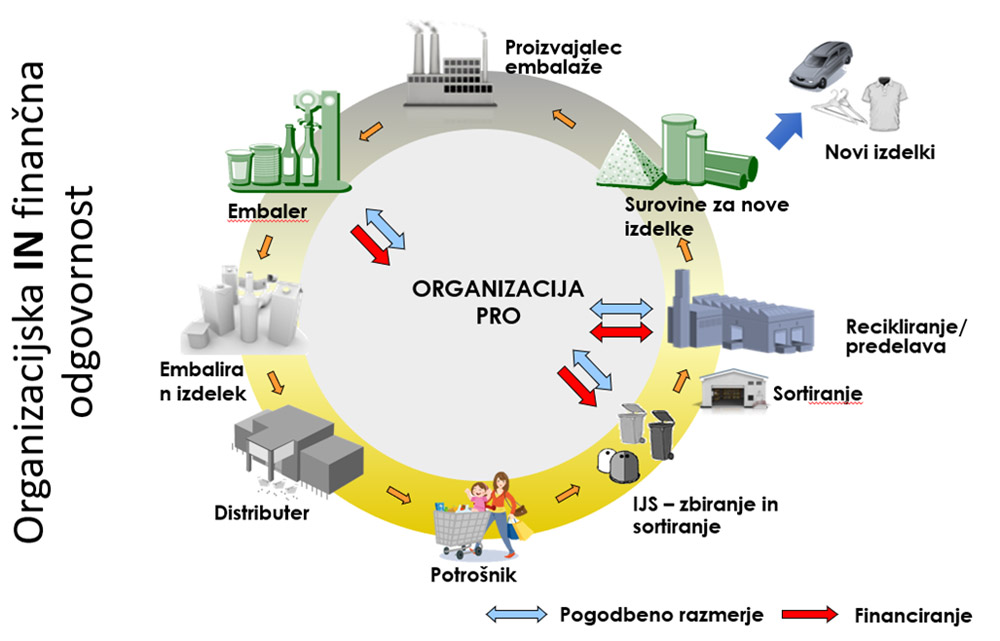 Organizacijska IN finančna
odgovornost
Proizvajalec
embalaže
Novi izdelki
Embaler
Surovine za nove
izdelke
ORGANIZACIJA
PRO
Recikliranje/
predelava
Embalira
n izdelek
Sortiranje
Distributer
IJS – zbiranje in
sortiranje
Potrošnik
Pogodbeno razmerje
Financiranje